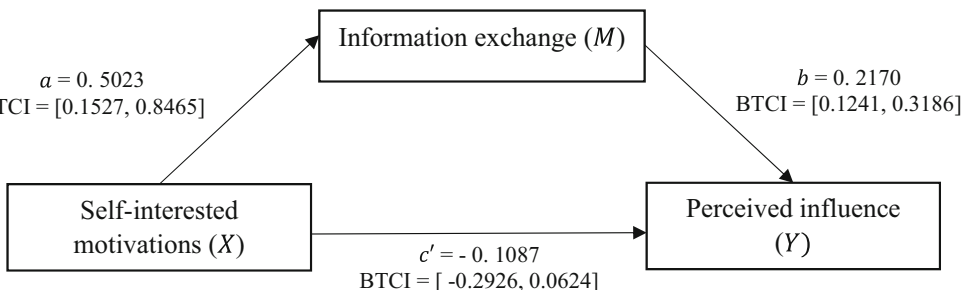 Information exchange (M)
a = 0. 5023
TCI = [0.1527, 0.8465]
b = 0.2170
BTCI = [0.1241, 0.3186]
Self-interested
motivations (X)
Perceived influence
(Y)
c′ = - 0.1087
BTCI = [ -0.2926, 0.0624]